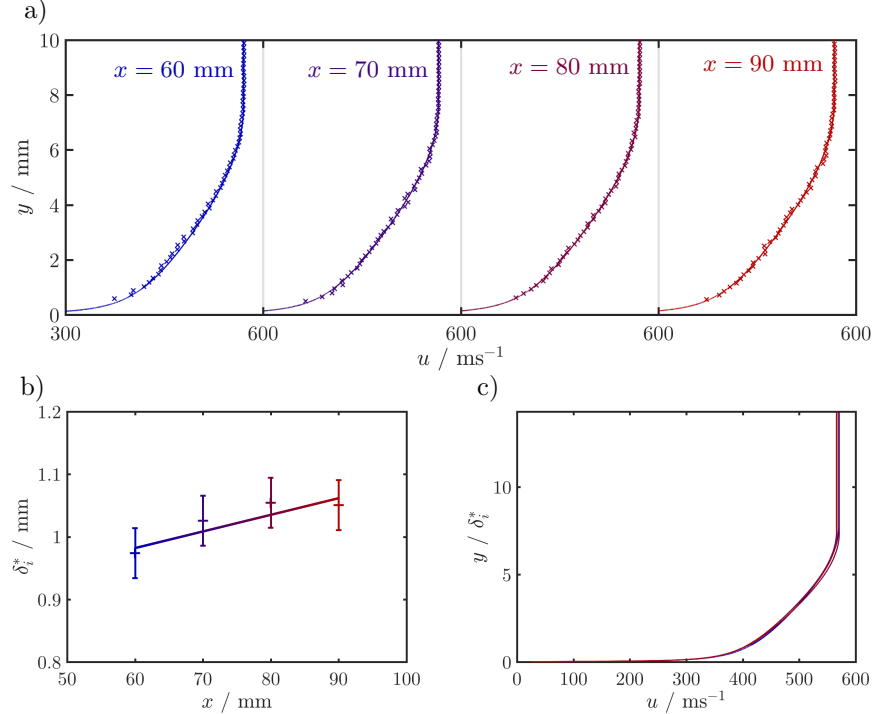 a)
10
8
6
4
2
0
y / mm
x = 60 mm
x = 70 mm
x = 80 mm
x = 90 mm
300
600
600
600
600
u / ms⁻¹
b)
1.2
1.1
1
0.9
0.8
δᵢ* / mm
50
60
70
80
90
100
x / mm
c)
10
5
0
y / δᵢ*
0
100
200
300
400
500
600
u / ms⁻¹